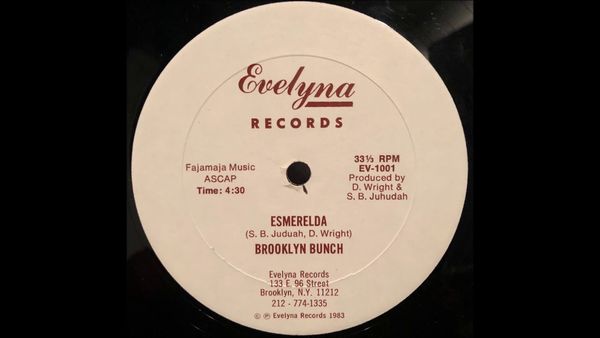 Evelyna
RECORDS
Fajamaja Music
ASCAP
Time: 4:30
33⅓ RPM
EV-1001
Produced by
D. Wright &
S. B. Juhudah
ESMERELDA
(S. B. Juduah, D. Wright)
BROOKLYN BUNCH
Evelyna Records
133 E. 96 Street
Brooklyn, N.Y. 11212
212 - 774-1335
© ℗ Evelyna Records 1983